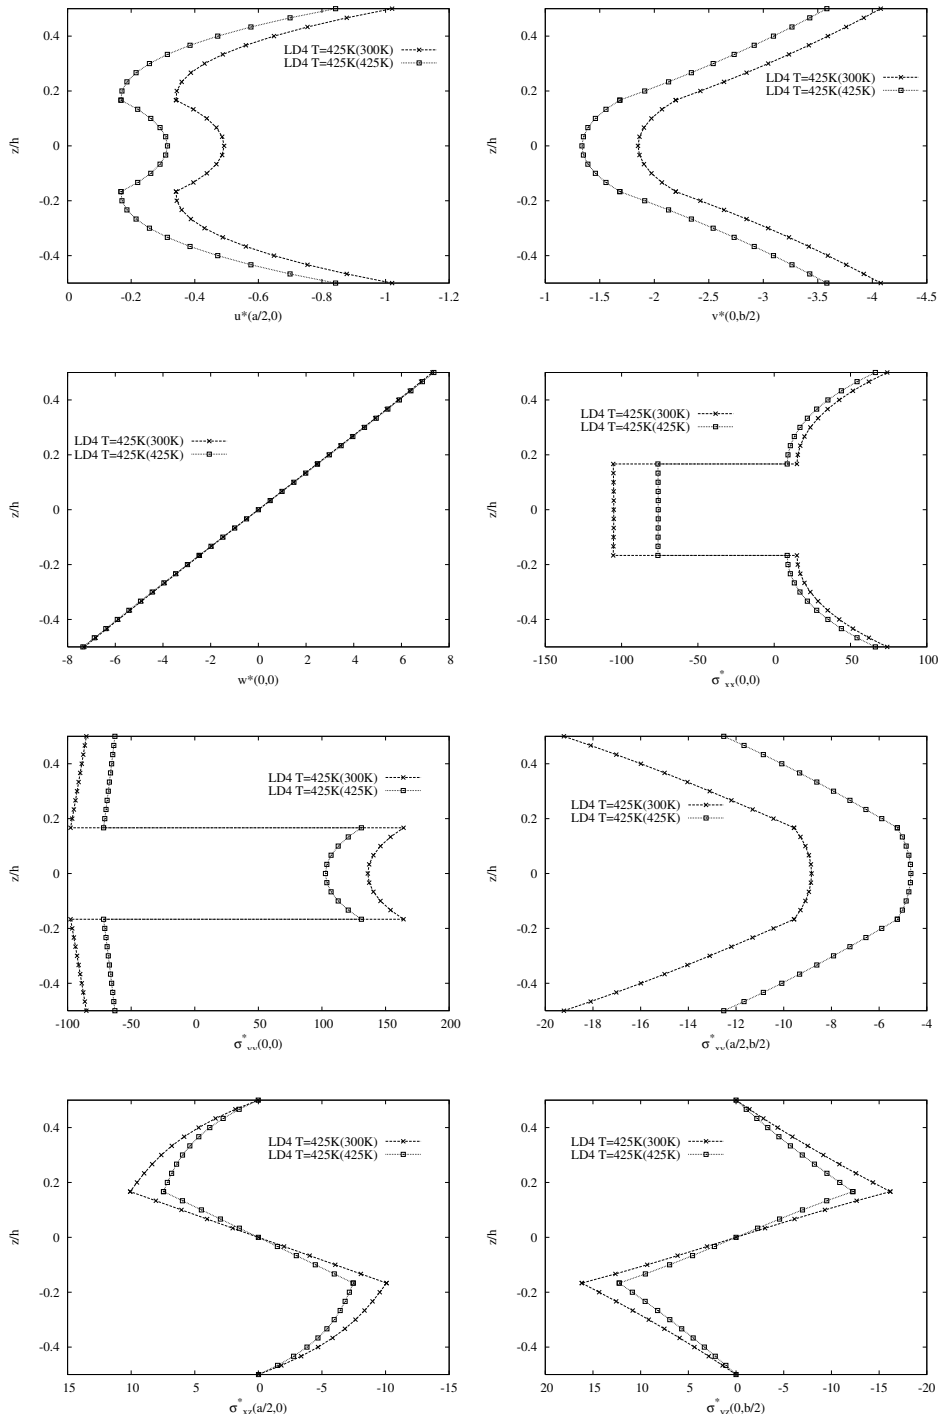 z/h
0.4
0.2
0
-0.2
-0.4
LD4 T=425K(300K)
LD4 T=425K(425K)
0 -0.2 -0.4 -0.6 -0.8 -1 -1.2
u*(a/2,0)
z/h
0.4
0.2
0
-0.2
-0.4
LD4 T=425K(300K)
LD4 T=425K(425K)
-1 -1.5 -2 -2.5 -3 -3.5 -4 -4.5
v*(0,b/2)
z/h
0.4
0.2
0
-0.2
-0.4
LD4 T=425K(300K)
LD4 T=425K(425K)
-8 -6 -4 -2 0 2 4 6 8
w*(0,0)
z/h
0.4
0.2
0
-0.2
-0.4
LD4 T=425K(300K)
LD4 T=425K(425K)
-150 -100 -50 0 50 100
σ*xx(0,0)
z/h
0.4
0.2
0
-0.2
-0.4
LD4 T=425K(300K)
LD4 T=425K(425K)
-100 -50 0 50 100 150 200
σ*yy(0,0)
z/h
0.4
0.2
0
-0.2
-0.4
LD4 T=425K(300K)
LD4 T=425K(425K)
-20 -18 -16 -14 -12 -10 -8 -6 -4
σ*xy(a/2,b/2)
z/h
0.4
0.2
0
-0.2
-0.4
LD4 T=425K(300K)
LD4 T=425K(425K)
15 10 5 0 -5 -10 -15
σ*xz(a/2,0)
z/h
0.4
0.2
0
-0.2
-0.4
LD4 T=425K(300K)
LD4 T=425K(425K)
20 15 10 5 0 -5 -10 -15 -20
σ*yz(0,b/2)